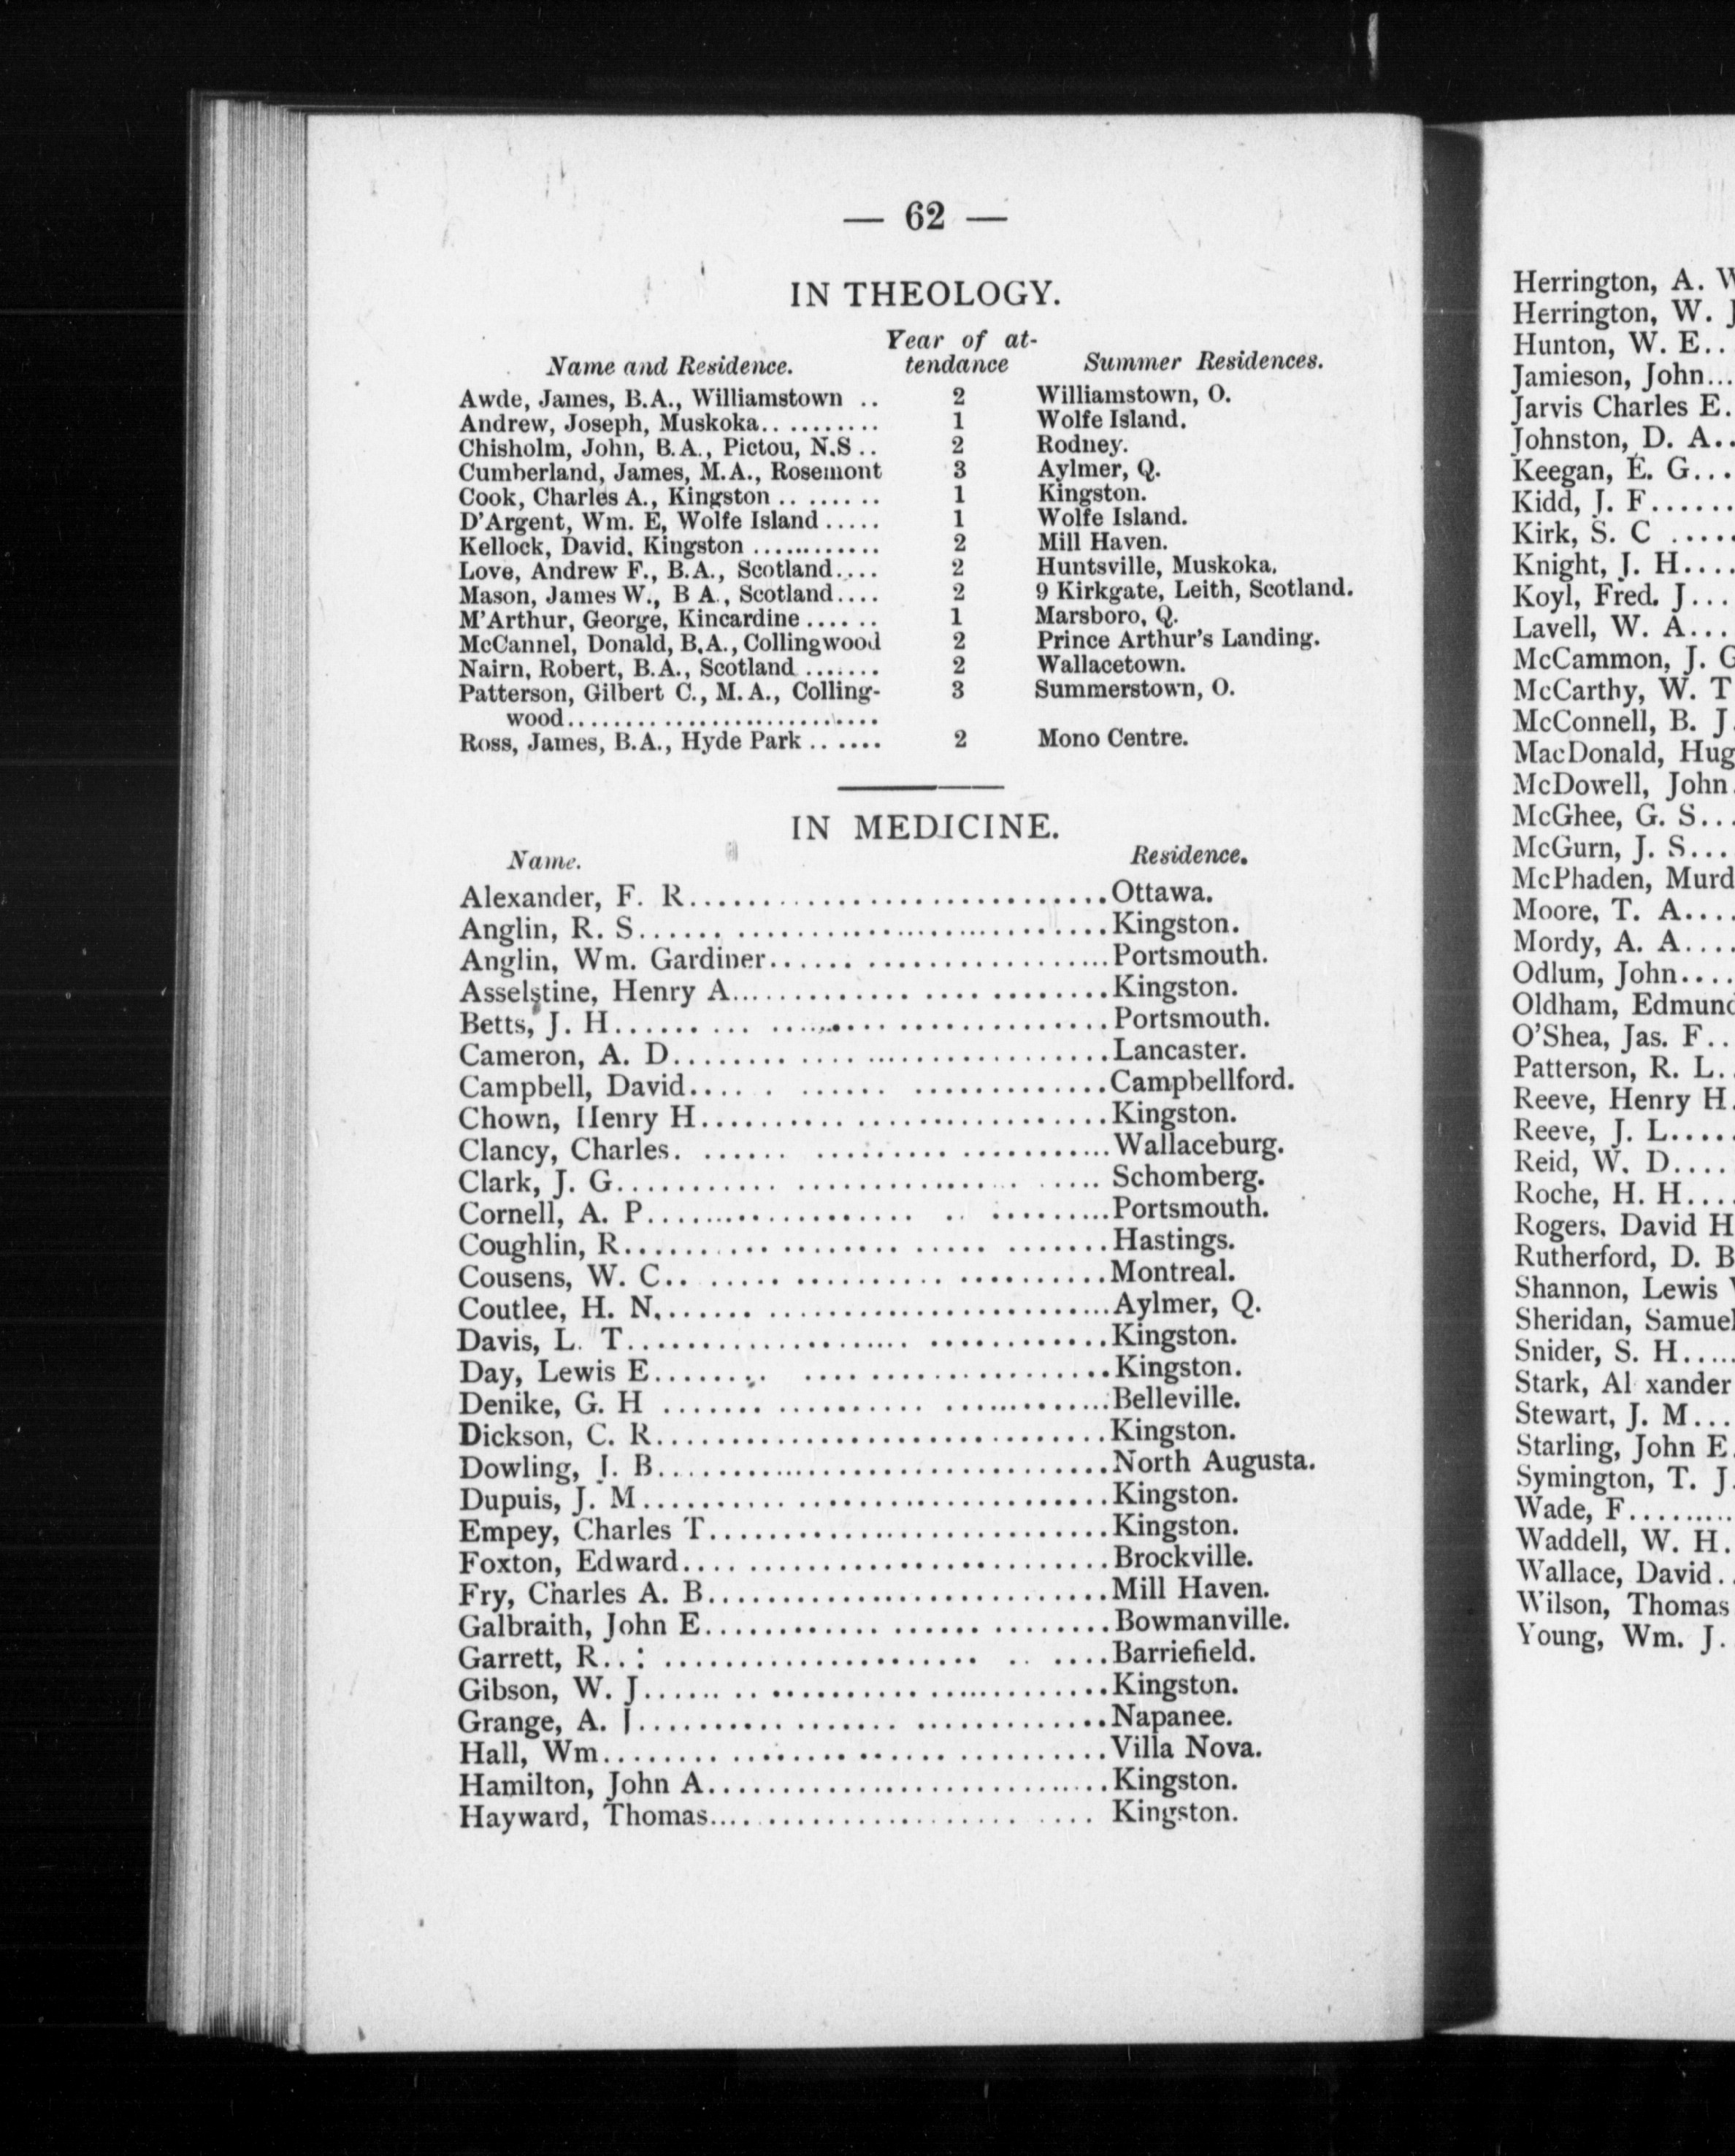 — 62 —
IN THEOLOGY.
Name and Residence. Year of at-tendance Summer Residences.
Awde, James, B.A., Williamstown .. 2 Williamstown, O.
Andrew, Joseph, Muskoka.......... 1 Wolfe Island.
Chisholm, John, B.A., Pictou, N.S .. 2 Rodney.
Cumberland, James, M.A., Rosemont 3 Aylmer, Q.
Cook, Charles A., Kingston ........ 1 Kingston.
D'Argent, Wm. E, Wolfe Island ..... 1 Wolfe Island.
Kellock, David, Kingston ............ 2 Mill Haven.
Love, Andrew F., B.A., Scotland.... 2 Huntsville, Muskoka.
Mason, James W., B A., Scotland.... 2 9 Kirkgate, Leith, Scotland.
M'Arthur, George, Kincardine ...... 1 Marsboro, Q.
McCannel, Donald, B.A., Collingwood 2 Prince Arthur's Landing.
Nairn, Robert, B.A., Scotland ....... 2 Wallacetown.
Patterson, Gilbert C., M.A., Colling- 3 Summerstown, O.
wood............................
Ross, James, B.A., Hyde Park ...... 2 Mono Centre.
IN MEDICINE.
Name. Residence.
Alexander, F. R............................Ottawa.
Anglin, R. S...............................Kingston.
Anglin, Wm. Gardiner.......................Portsmouth.
Asselstine, Henry A........................Kingston.
Betts, J. H................................Portsmouth.
Cameron, A. D..............................Lancaster.
Campbell, David............................Campbellford.
Chown, Henry H.............................Kingston.
Clancy, Charles............................Wallaceburg.
Clark, J. G................................Schomberg.
Cornell, A. P..............................Portsmouth.
Coughlin, R................................Hastings.
Cousens, W. C..............................Montreal.
Coutlee, H. N..............................Aylmer, Q.
Davis, L. T................................Kingston.
Day, Lewis E...............................Kingston.
Denike, G. H ..............................Belleville.
Dickson, C. R..............................Kingston.
Dowling, J. B..............................North Augusta.
Dupuis, J. M...............................Kingston.
Empey, Charles T...........................Kingston.
Foxton, Edward.............................Brockville.
Fry, Charles A. B..........................Mill Haven.
Galbraith, John E..........................Bowmanville.
Garrett, R.................................Barriefield.
Gibson, W. J...............................Kingston.
Grange, A. J...............................Napanee.
Hall, Wm...................................Villa Nova.
Hamilton, John A...........................Kingston.
Hayward, Thomas............................Kingston.
Herrington, A. W
Herrington, W. J
Hunton, W. E..
Jamieson, John...
Jarvis Charles E.
Johnston, D. A..
Keegan, E. G...
Kidd, J. F......
Kirk, S. C ....
Knight, J. H....
Koyl, Fred. J...
Lavell, W. A...
McCammon, J. G
McCarthy, W. T
McConnell, B. J
MacDonald, Hug
McDowell, John
McGhee, G. S...
McGurn, J. S...
McPhaden, Murd
Moore, T. A....
Mordy, A. A....
Odlum, John....
Oldham, Edmund
O'Shea, Jas. F..
Patterson, R. L.
Reeve, Henry H.
Reeve, J. L.....
Reid, W. D....
Roche, H. H....
Rogers, David H
Rutherford, D. B
Shannon, Lewis
Sheridan, Samuel
Snider, S. H.....
Stark, Al xander
Stewart, J. M...
Starling, John E
Symington, T. J.
Wade, F.........
Waddell, W. H.
Wallace, David..
Wilson, Thomas
Young, Wm. J.